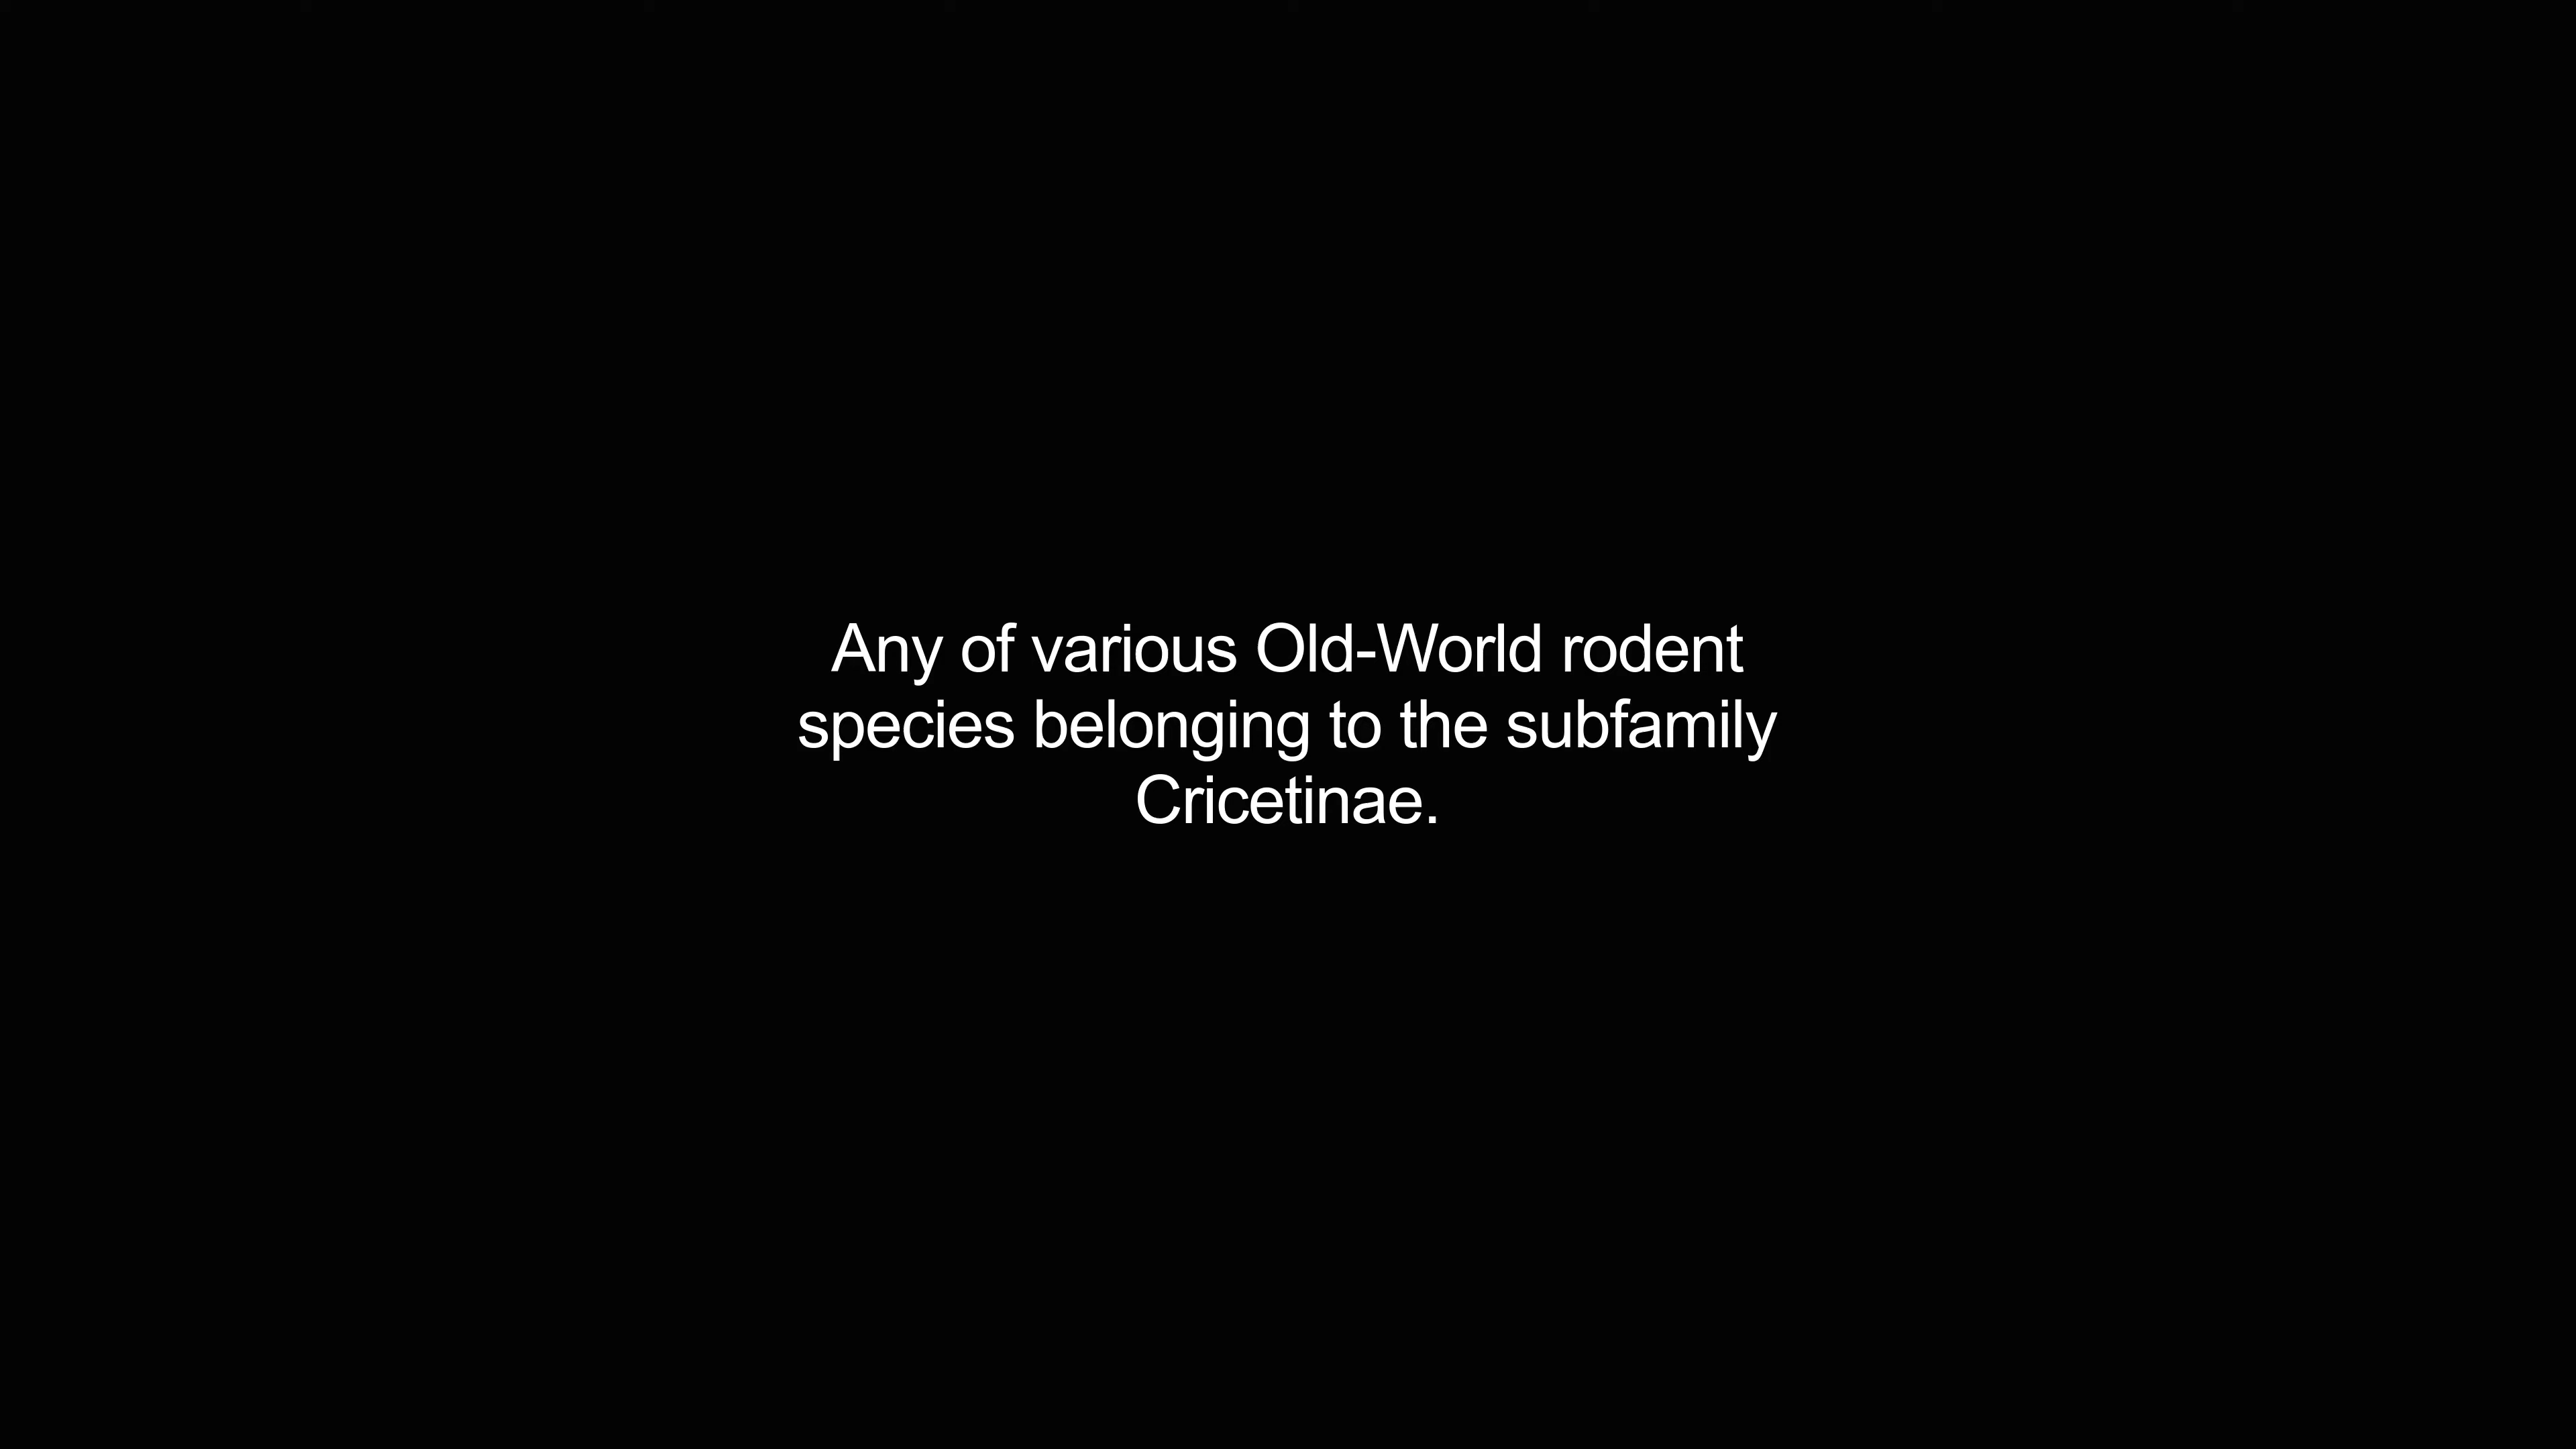 Any of various Old-World rodent
species belonging to the subfamily
Cricetinae.